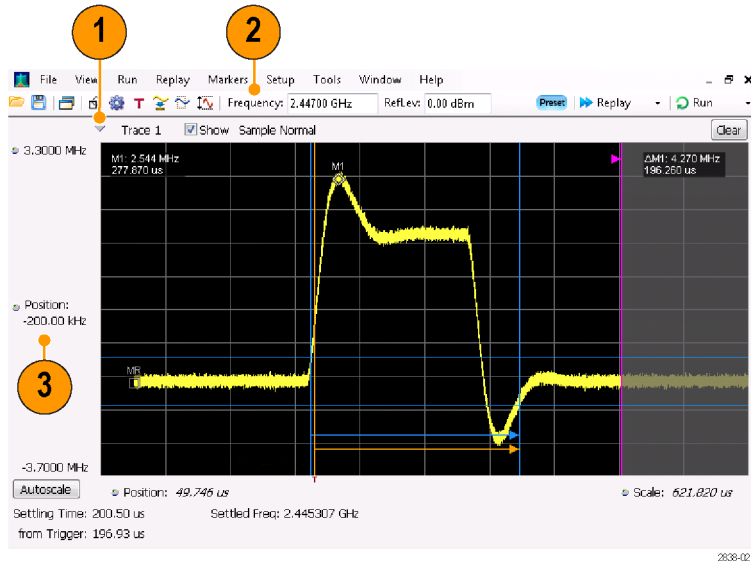 1
2
File View Run Replay Markers Setup Tools Window Help
T Frequency: 2.44700 GHz RefLev: 0.00 dBm Preset Replay Run
Trace 1 Show Sample Normal Clear
3.3000 MHz
M1: 2.544 MHz
277.870 us
M1
ΔM1: 4.270 MHz
196.260 us
Position:
-200.00 kHz
3
MR
-3.7000 MHz
T
Autoscale Position: 49.746 us Scale: 621.020 us
Settling Time: 200.50 us Settled Freq: 2.445307 GHz
from Trigger: 196.93 us
2838-02